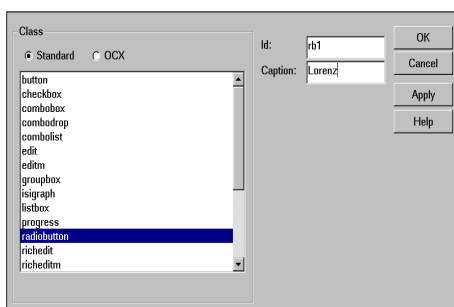 Class
Standard OCX
button
checkbox
combobox
combodrop
combolist
edit
editm
groupbox
isigraph
listbox
progress
radiobutton
richedit
richeditm
Id: rb1
Caption: Lorenz
OK
Cancel
Apply
Help